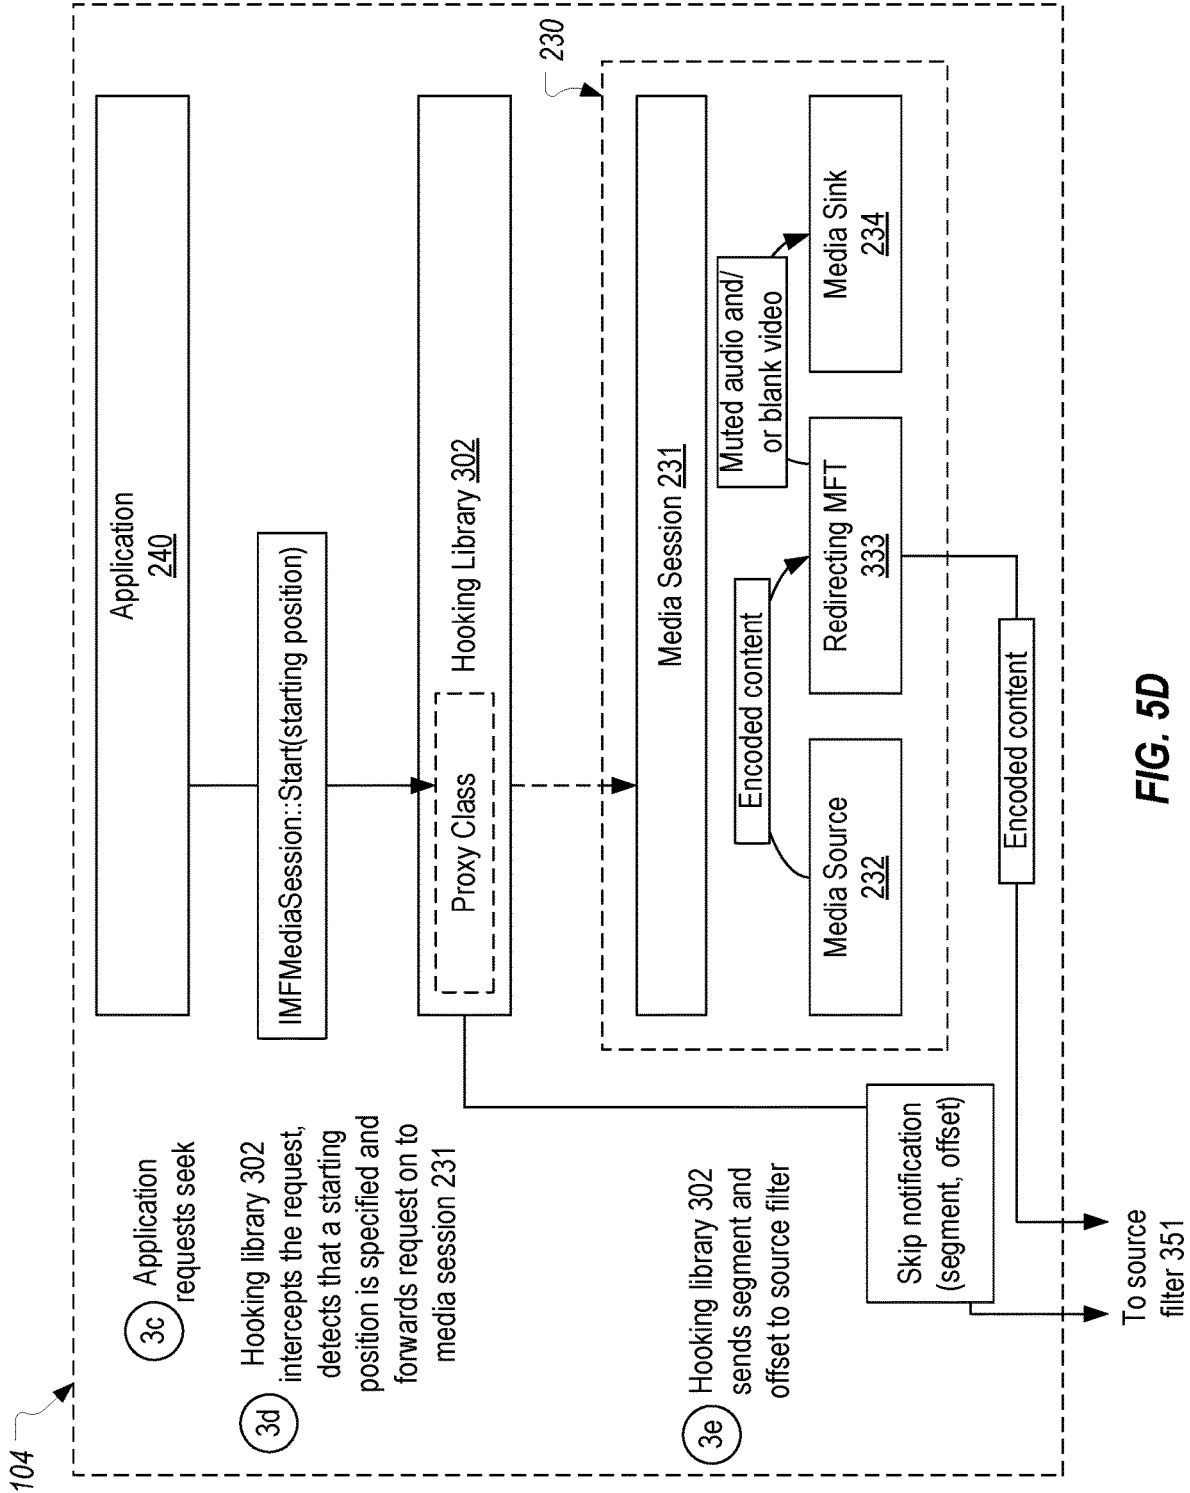 104
3c
Application
requests seek
3d
Hooking library 302
intercepts the request,
detects that a starting
position is specified and
forwards request on to
media session 231
3e
Hooking library 302
sends segment and
offset to source filter
Application
240
IMFMediaSession::Start(starting position)
Proxy Class
Hooking Library 302
230
Media Session 231
Encoded content
Muted audio and/
or blank video
Media Source
232
Redirecting MFT
333
Media Sink
234
Skip notification
(segment, offset)
Encoded content
To source
filter 351
FIG. 5D